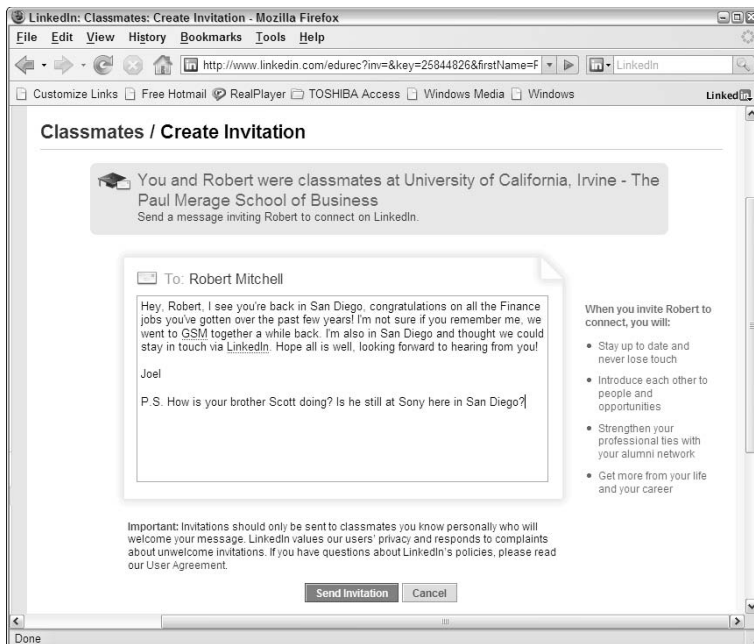 LinkedIn: Classmates: Create Invitation - Mozilla Firefox
File Edit View History Bookmarks Tools Help
http://www.linkedin.com/edurec?inv=&key=25844826&firstName=F
LinkedIn
Customize Links Free Hotmail RealPlayer TOSHIBA Access Windows Media Windows
Linked in
Classmates / Create Invitation
You and Robert were classmates at University of California, Irvine - The
Paul Merage School of Business
Send a message inviting Robert to connect on LinkedIn.
To: Robert Mitchell
Hey, Robert, I see you're back in San Diego, congratulations on all the Finance
jobs you've gotten over the past few years! I'm not sure if you remember me, we
went to GSM together a while back. I'm also in San Diego and thought we could
stay in touch via LinkedIn. Hope all is well, looking forward to hearing from you!
Joel
P.S. How is your brother Scott doing? Is he still at Sony here in San Diego?
When you invite Robert to
connect, you will:
Stay up to date and
never lose touch
Introduce each other to
people and
opportunities
Strengthen your
professional ties with
your alumni network
Get more from your life
and your career
Important: Invitations should only be sent to classmates you know personally who will
welcome your message. LinkedIn values our users' privacy and responds to complaints
about unwelcome invitations. If you have questions about LinkedIn's policies, please read
our User Agreement.
Send Invitation Cancel
Done